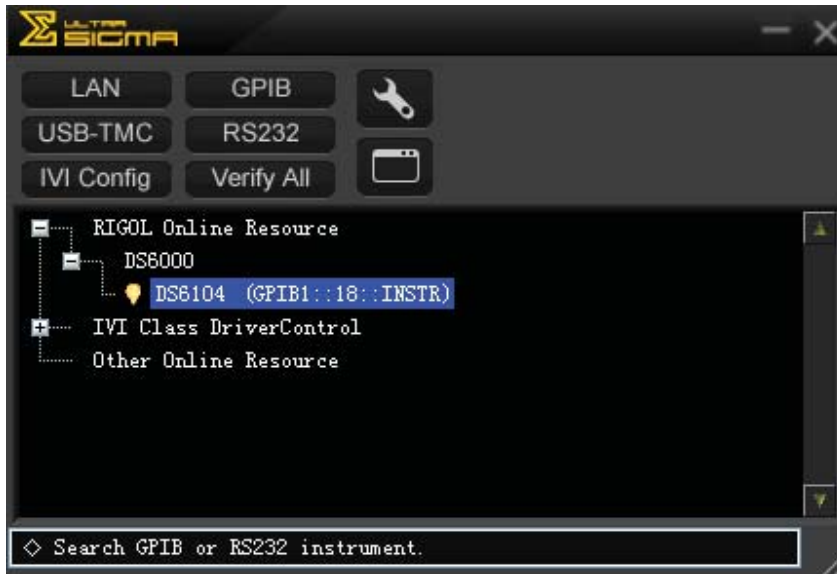 ULTRA
SIGMA
LAN GPIB
USB-TMC RS232
IVI Config Verify All
RIGOL Online Resource
DS6000
DS6104 (GPIB1::18::INSTR)
IVI Class DriverControl
Other Online Resource
◇ Search GPIB or RS232 instrument.